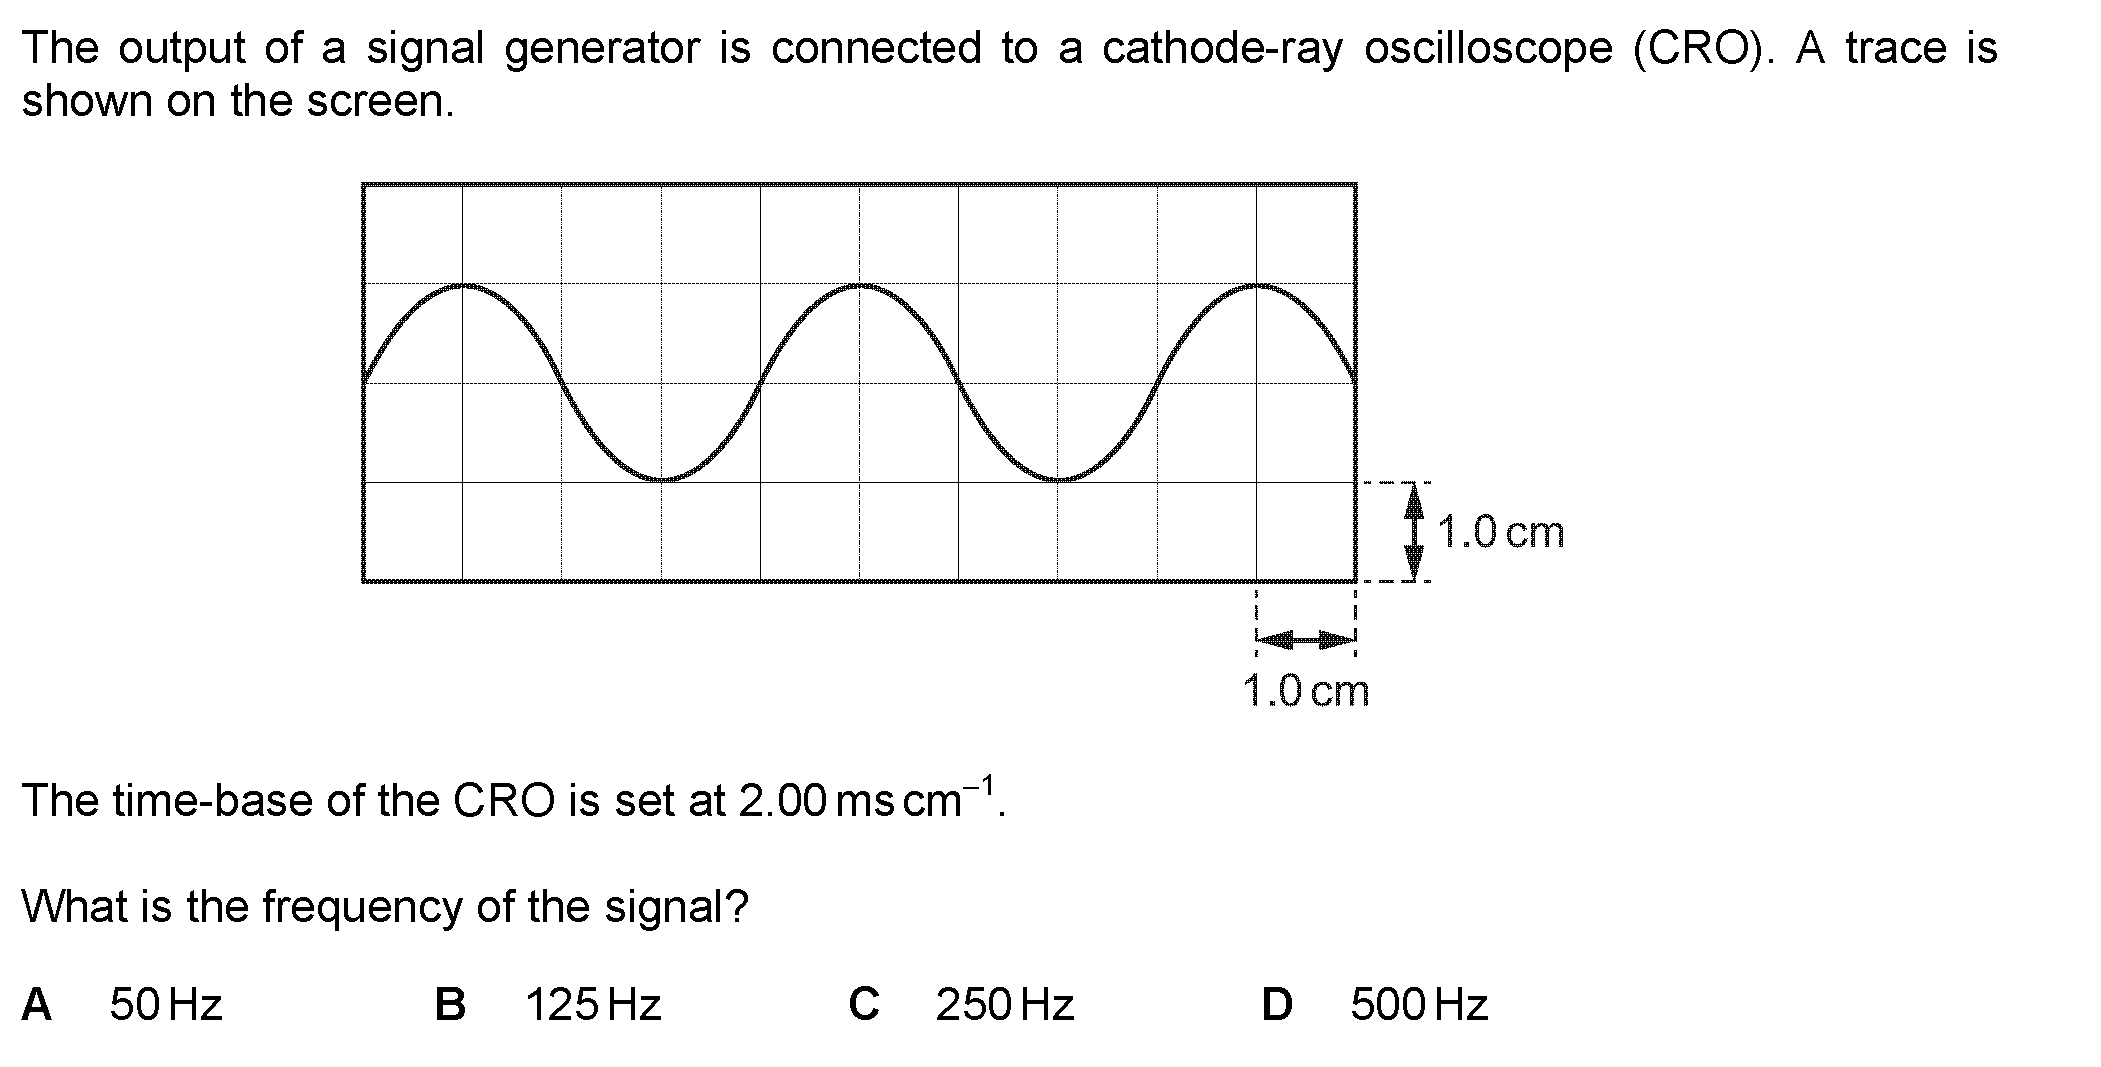 The output of a signal generator is connected to a cathode-ray oscilloscope (CRO). A trace is
shown on the screen.
1.0 cm
1.0 cm
The time-base of the CRO is set at 2.00 ms cm⁻¹.
What is the frequency of the signal?
A 50 Hz B 125 Hz C 250 Hz D 500 Hz